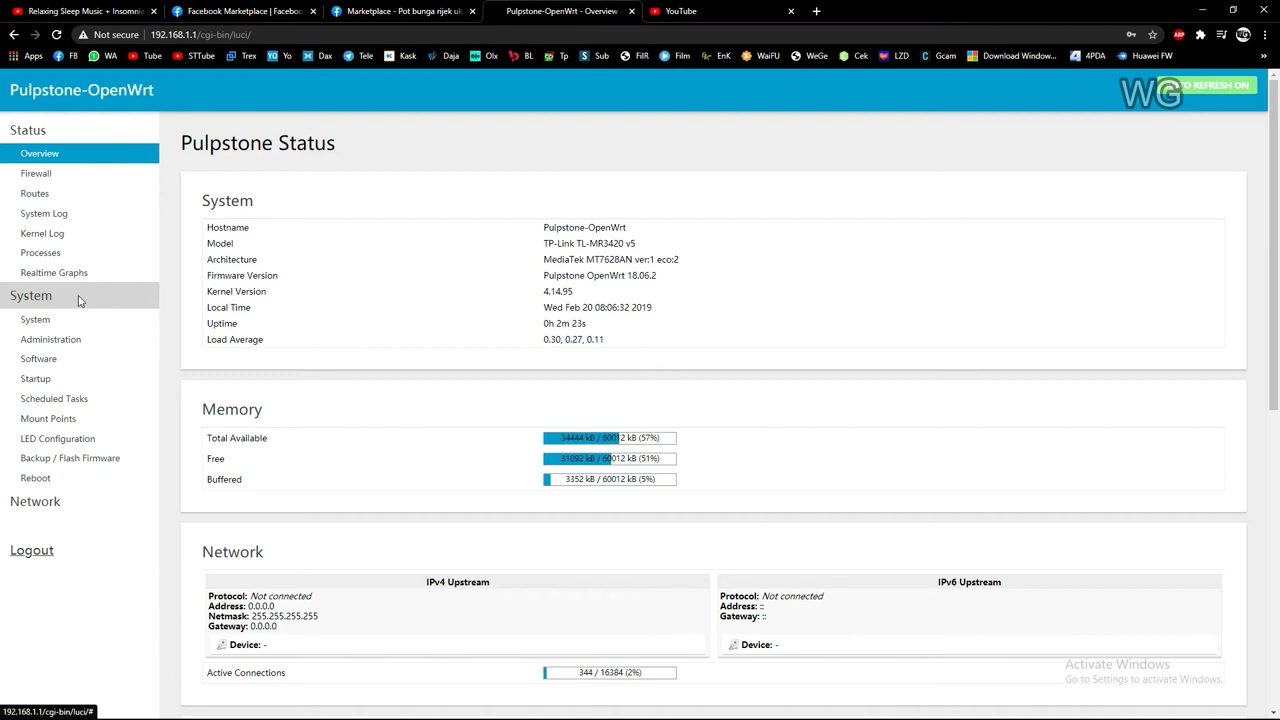 Relaxing Sleep Music + Insomni
Facebook Marketplace | Faceboo
Marketplace - Pot bunga rijek uk
Pulpstone-OpenWrt - Overview -
YouTube
Not secure
192.168.1.1/cgi-bin/luci/
Apps
FB
WA
Tube
STTube
Trex
Yo
Dax
Tele
Kask
Daja
Olx
BL
Tp
Sub
FilR
Film
EnK
WaiFU
WeGe
Cek
LZD
Gcam
Download Window...
4PDA
Huawei FW
Pulpstone-OpenWrt
WG
TO REFRESH ON
Status
Overview
Firewall
Routes
System Log
Kernel Log
Processes
Realtime Graphs
System
System
Administration
Software
Startup
Scheduled Tasks
Mount Points
LED Configuration
Backup / Flash Firmware
Reboot
Network
Logout
Pulpstone Status
System
Hostname Pulpstone-OpenWrt
Model TP-Link TL-MR3420 v5
Architecture MediaTek MT7628AN ver:1 eco:2
Firmware Version Pulpstone OpenWrt 18.06.2
Kernel Version 4.14.95
Local Time Wed Feb 20 08:06:32 2019
Uptime 0h 2m 23s
Load Average 0.30, 0.27, 0.11
Memory
Total Available 34444 kB / 60012 kB (57%)
Free 31092 kB / 60012 kB (51%)
Buffered 3352 kB / 60012 kB (5%)
Network
IPv4 Upstream
Protocol: Not connected
Address: 0.0.0.0
Netmask: 255.255.255.255
Gateway: 0.0.0.0
Device: -
IPv6 Upstream
Protocol: Not connected
Address: ::
Gateway: ::
Device: -
Active Connections 344 / 16384 (2%)
Activate Windows
Go to Settings to activate Windows.
192.168.1.1/cgi-bin/luci/#